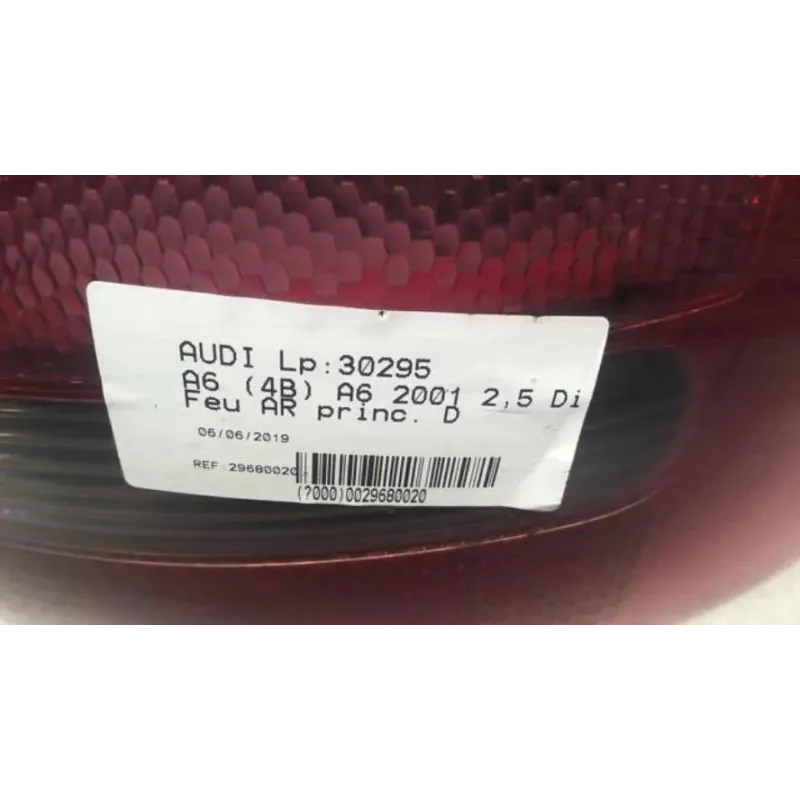 AUDI Lp:30295
A6 (4B) A6 2001 2,5 Di
Feu AR princ. D
06/06/2019
REF:29680020
(7000)0029680020